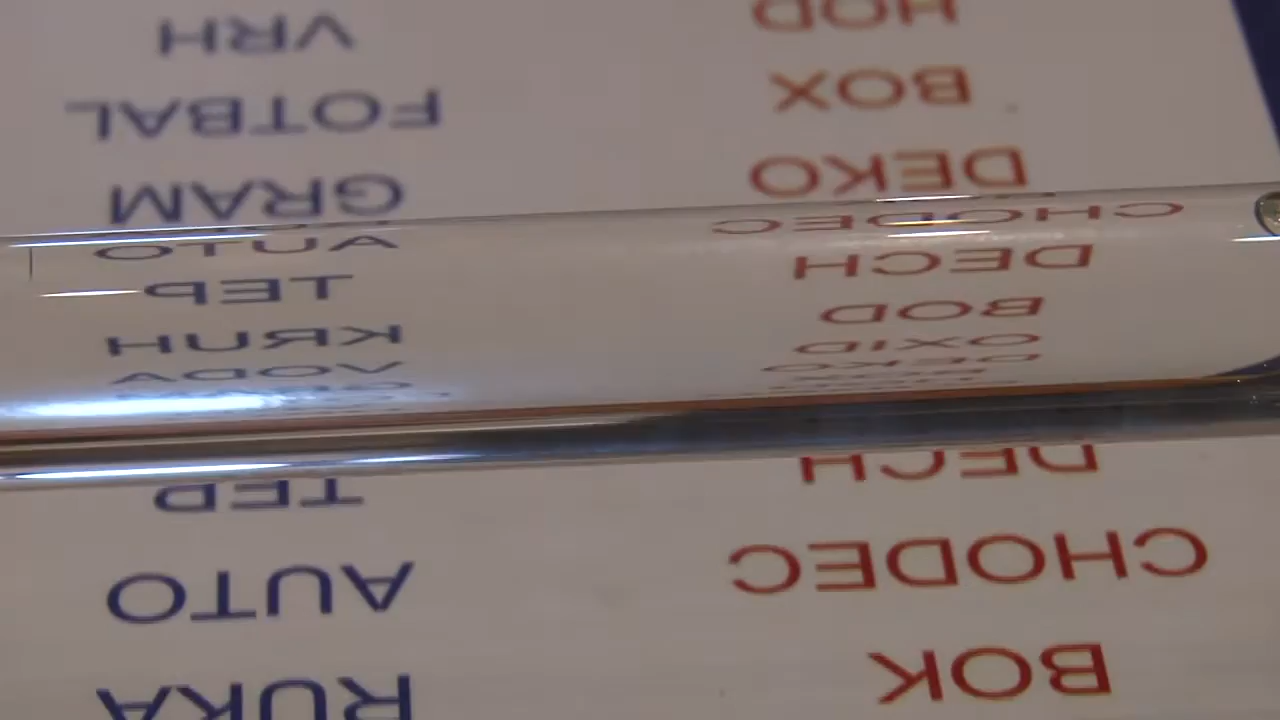 BOK
RUKA
CHODEC
AUTO
DECH
TEP
DEKO
OXID
VODA
BOD
KRUH
DECH
TEP
CHODEC
AUTO
DEKO
GRAM
BOX
FOTBAL
HOD
VRH